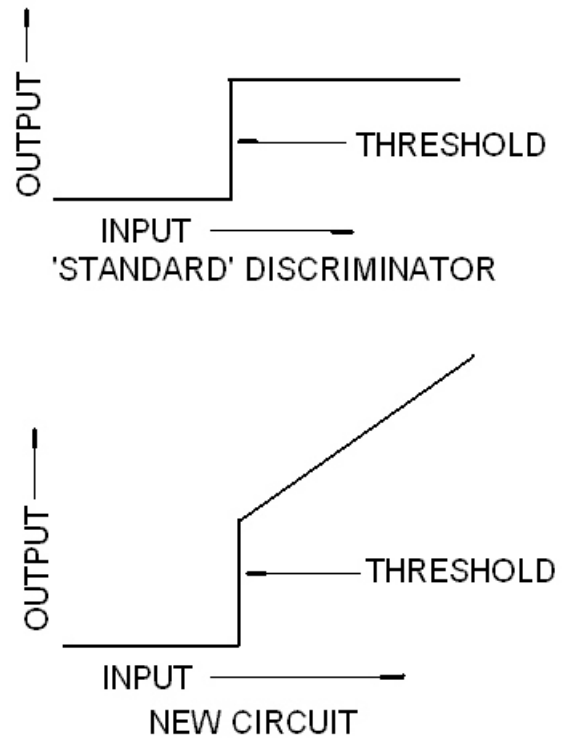 OUTPUT
THRESHOLD
INPUT
'STANDARD' DISCRIMINATOR
OUTPUT
THRESHOLD
INPUT
NEW CIRCUIT